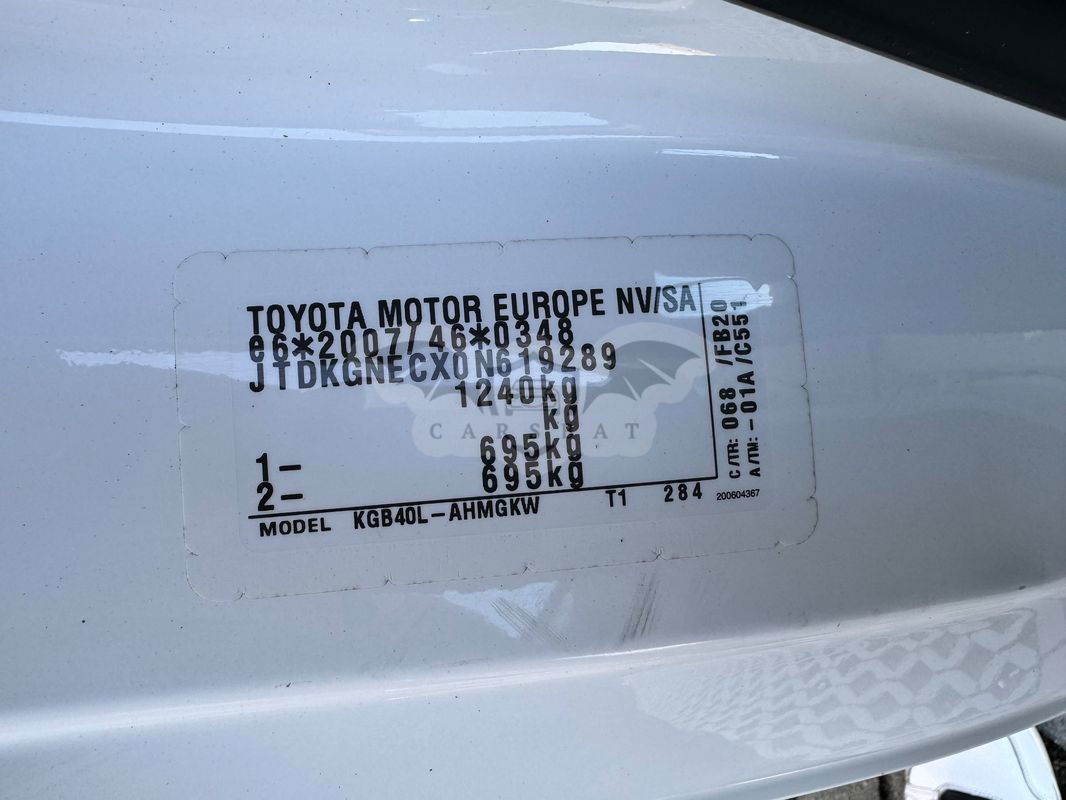 TOYOTA MOTOR EUROPE NV/SA
e6*2007/46*0348
JTDKGNECX0N619289
1240kg
kg
1- 695kg
2- 695kg
MODEL KGB40L-AHMGKW T1 284
C/TR: 068 /FB20
A/TM: -01A/C551
200604367
CARSEAT